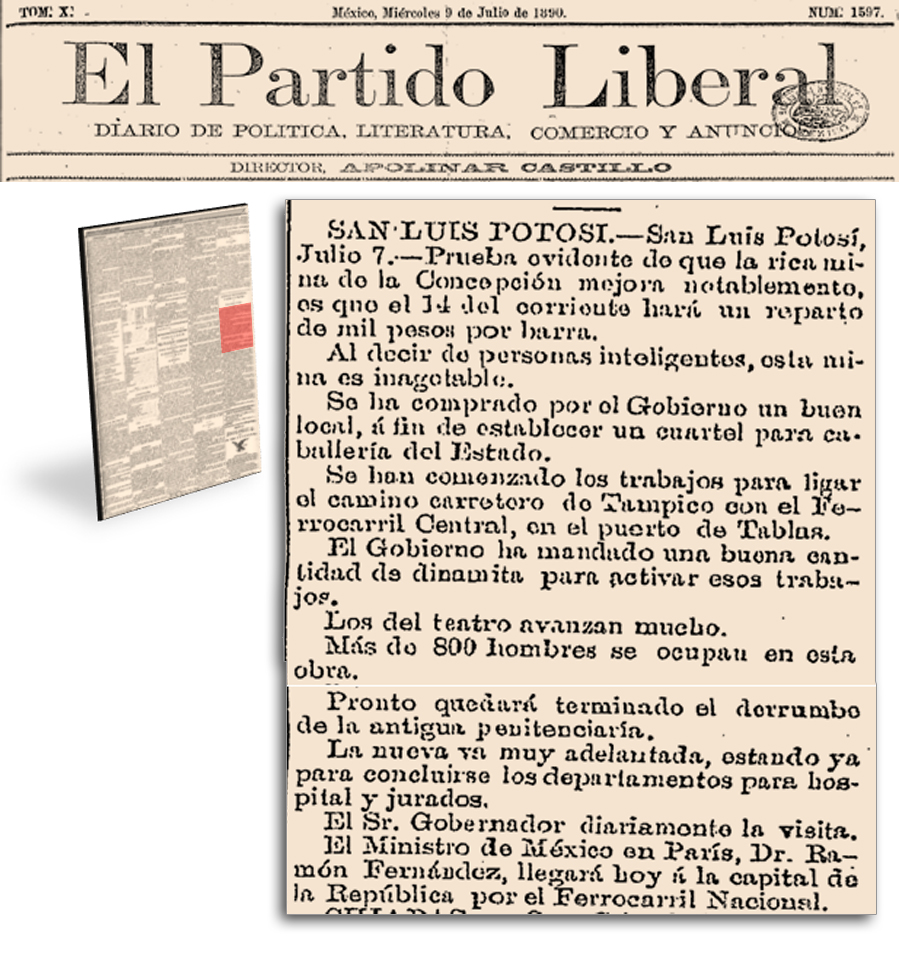 TOM. X.
México, Miércoles 9 de Julio de 1890.
NUM. 1597.
El Partido Liberal
DIARIO DE POLITICA, LITERATURA, COMERCIO Y ANUNCIOS
DIRECTOR, APOLINAR CASTILLO
SAN LUIS POTOSI.—San Luis Potosí,
Julio 7.—Prueba evidente de que la rica mi-
na de la Concepción mejora notablemente,
es que el 14 del corriente hará un reparto
de mil pesos por barra.
Al decir de personas inteligentes, esta mi-
na es inagotable.
Se ha comprado por el Gobierno un buen
local, á fin de establecer un cuartel para ca-
ballería del Estado.
Se han comenzado los trabajos para ligar
el camino carretero de Tampico con el Fe-
rrocarril Central, en el puerto de Tablas.
El Gobierno ha mandado una buena can-
tidad de dinamita para activar esos traba-
jos.
Los del teatro avanzan mucho.
Más de 800 hombres se ocupan en esta
obra.
Pronto quedará terminado el derrumbe
de la antigua penitenciaría.
La nueva va muy adelantada, estando ya
para concluirse los departamentos para hos-
pital y jurados.
El Sr. Gobernador diariamente la visita.
El Ministro de México en París, Dr. Ra-
món Fernández, llegará hoy á la capital de
la República por el Ferrocarril Nacional.